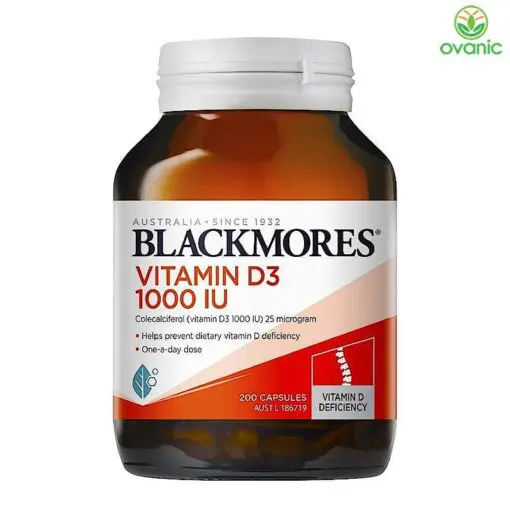 ovanic
AUSTRALIA • SINCE 1932
BLACKMORES®
VITAMIN D3
1000 IU
Colecalciferol (vitamin D3 1000 IU) 25 microgram
• Helps prevent dietary vitamin D deficiency
• One-a-day dose
200 CAPSULES
AUST L 186719
VITAMIN D
DEFICIENCY